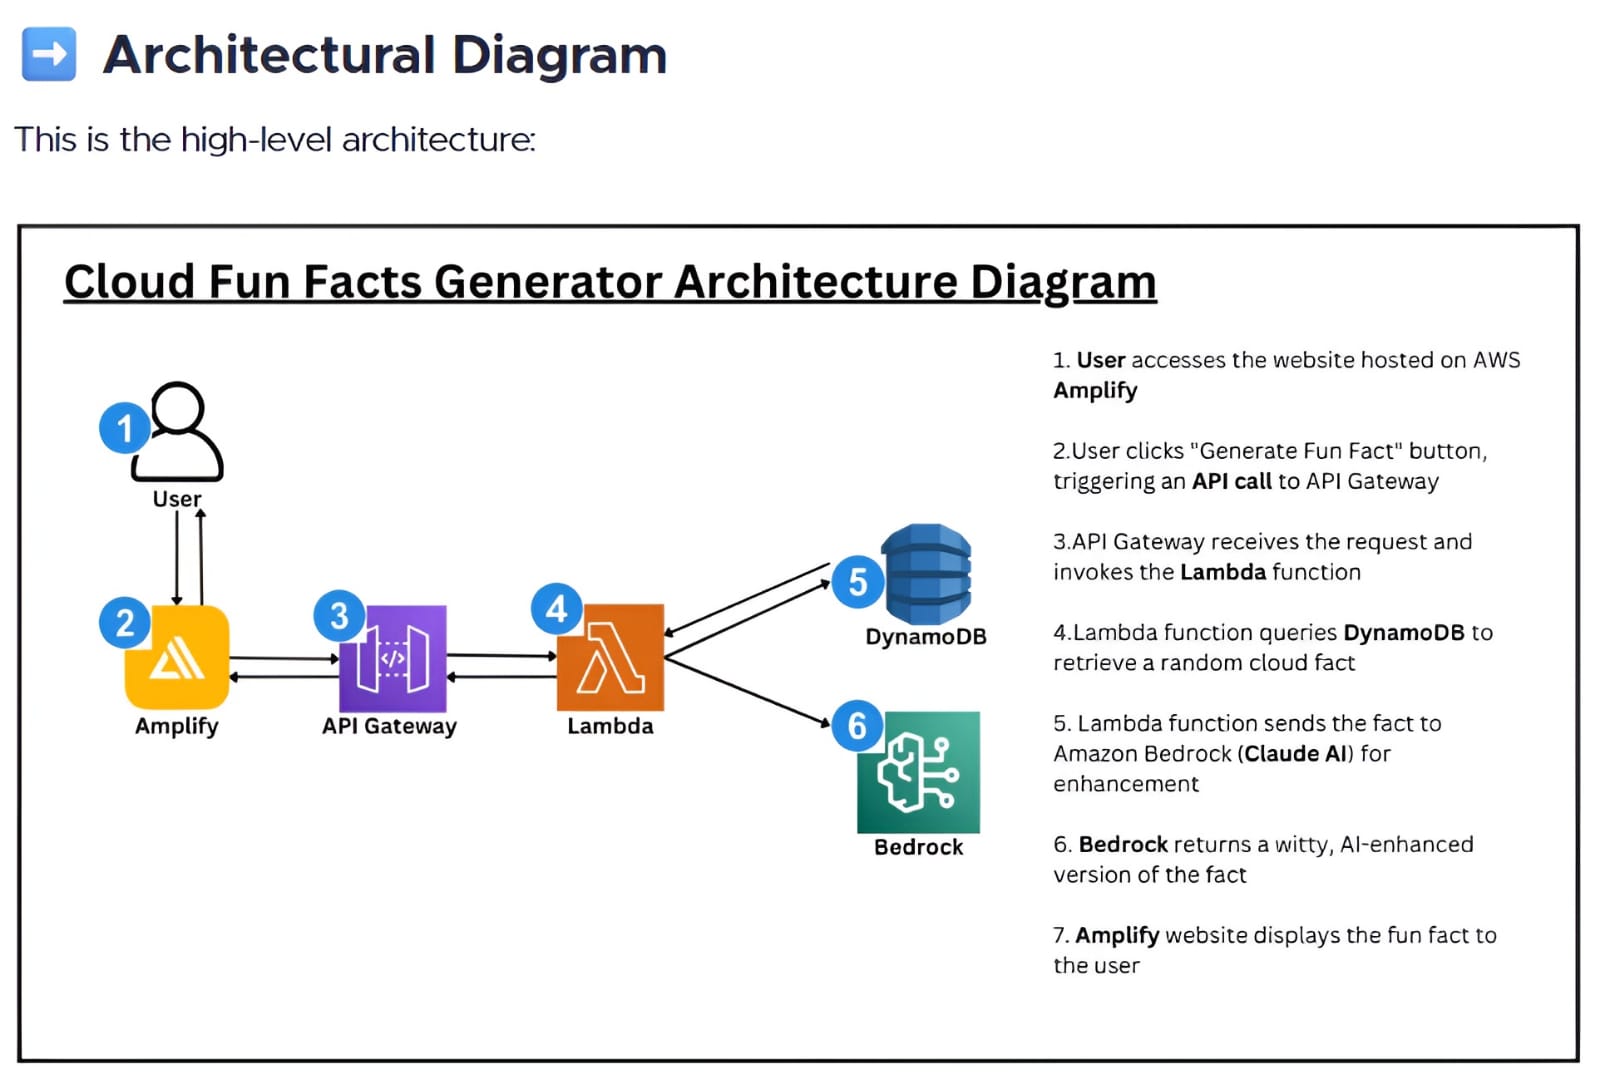 Architectural Diagram
This is the high-level architecture:
Cloud Fun Facts Generator Architecture Diagram
1
User
2
Amplify
3
</>
API Gateway
4
Lambda
5
DynamoDB
6
Bedrock
1. User accesses the website hosted on AWS
Amplify
2.User clicks "Generate Fun Fact" button,
triggering an API call to API Gateway
3.API Gateway receives the request and
invokes the Lambda function
4.Lambda function queries DynamoDB to
retrieve a random cloud fact
5. Lambda function sends the fact to
Amazon Bedrock (Claude AI) for
enhancement
6. Bedrock returns a witty, AI-enhanced
version of the fact
7. Amplify website displays the fun fact to
the user